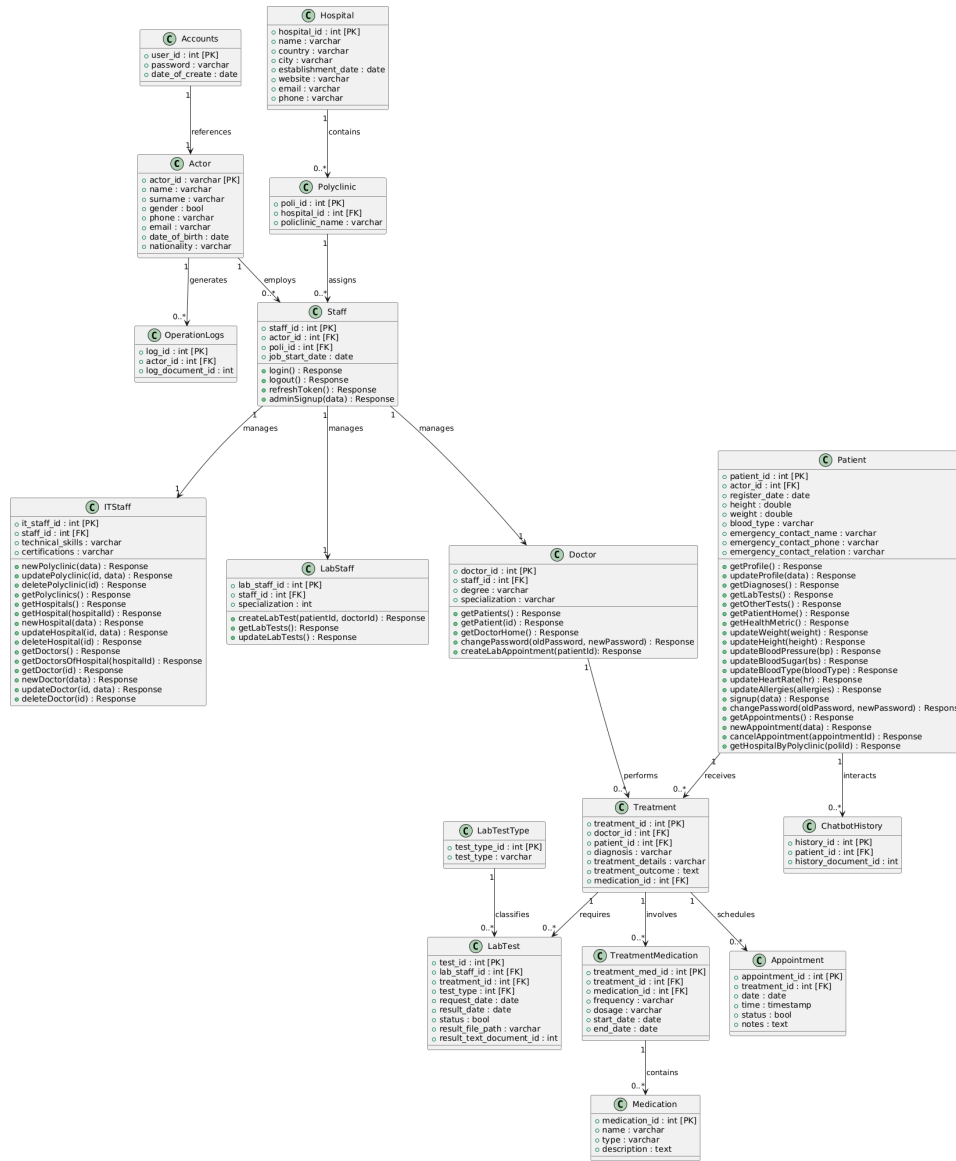 Hospital
hospital_id : int [PK]
name : varchar
country : varchar
city : varchar
establishment_date : date
website : varchar
email : varchar
phone : varchar
Accounts
user_id : int [PK]
password : varchar
date_of_create : date
1
references
1
1
contains
0..*
Actor
actor_id : varchar [PK]
name : varchar
surname : varchar
gender : bool
phone : varchar
email : varchar
date_of_birth : date
nationality : varchar
Polyclinic
poli_id : int [PK]
hospital_id : int [FK]
policlinic_name : varchar
1
generates
0..*
1
employs
0..*
1
assigns
0..*
OperationLogs
log_id : int [PK]
actor_id : int [FK]
log_document_id : int
Staff
staff_id : int [PK]
actor_id : int [FK]
poli_id : int [FK]
job_start_date : date
login() : Response
logout() : Response
refreshToken() : Response
adminSignup(data) : Response
1
manages
1
1
manages
1
1
manages
1
ITStaff
it_staff_id : int [PK]
staff_id : int [FK]
technical_skills : varchar
certifications : varchar
newPolyclinic(data) : Response
updatePolyclinic(id, data) : Response
deletePolyclinic(id) : Response
getPolyclinics() : Response
getHospitals() : Response
getHospital(hospitalId) : Response
newHospital(data) : Response
updateHospital(id, data) : Response
deleteHospital(id) : Response
getDoctors() : Response
getDoctorsOfHospital(hospitalId) : Response
getDoctor(id) : Response
newDoctor(data) : Response
updateDoctor(id, data) : Response
deleteDoctor(id) : Response
LabStaff
lab_staff_id : int [PK]
staff_id : int [FK]
specialization : int
createLabTest(patientId, doctorId) : Response
getLabTests() : Response
updateLabTests() : Response
Doctor
doctor_id : int [PK]
staff_id : int [FK]
degree : varchar
specialization : varchar
getPatients() : Response
getPatient(id) : Response
getDoctorHome() : Response
changePassword(oldPassword, newPassword) : Response
createLabAppointment(patientId): Response
Patient
patient_id : int [PK]
actor_id : int [FK]
register_date : date
height : double
weight : double
blood_type : varchar
emergency_contact_name : varchar
emergency_contact_phone : varchar
emergency_contact_relation : varchar
getProfile() : Response
updateProfile(data) : Response
getDiagnoses() : Response
getLabTests() : Response
getOtherTests() : Response
getPatientHome() : Response
getHealthMetric() : Response
updateWeight(weight) : Response
updateHeight(height) : Response
updateBloodPressure(bp) : Response
updateBloodSugar(bs) : Response
updateBloodType(bloodType) : Response
updateHeartRate(hr) : Response
updateAllergies(allergies) : Response
signup(data) : Response
changePassword(oldPassword, newPassword) : Respons
getAppointments() : Response
newAppointment(data) : Response
cancelAppointment(appointmentId) : Response
getHospitalByPolyclinic(poliId) : Response
1
performs
0..*
1
receives
0..*
1
interacts
0..*
Treatment
treatment_id : int [PK]
doctor_id : int [FK]
patient_id : int [FK]
diagnosis : varchar
treatment_details : varchar
treatment_outcome : text
medication_id : int [FK]
ChatbotHistory
history_id : int [PK]
patient_id : int [FK]
history_document_id : int
LabTestType
test_type_id : int [PK]
test_type : varchar
1
classifies
0..*
1
requires
0..*
1
involves
0..*
1
schedules
0..*
LabTest
test_id : int [PK]
lab_staff_id : int [FK]
treatment_id : int [FK]
test_type : int [FK]
request_date : date
result_date : date
status : bool
result_file_path : varchar
result_text_document_id : int
TreatmentMedication
treatment_med_id : int [PK]
treatment_id : int [FK]
medication_id : int [FK]
frequency : varchar
dosage : varchar
start_date : date
end_date : date
Appointment
appointment_id : int [PK]
treatment_id : int [FK]
date : date
time : timestamp
status : bool
notes : text
1
contains
0..*
Medication
medication_id : int [PK]
name : varchar
type : varchar
description : text